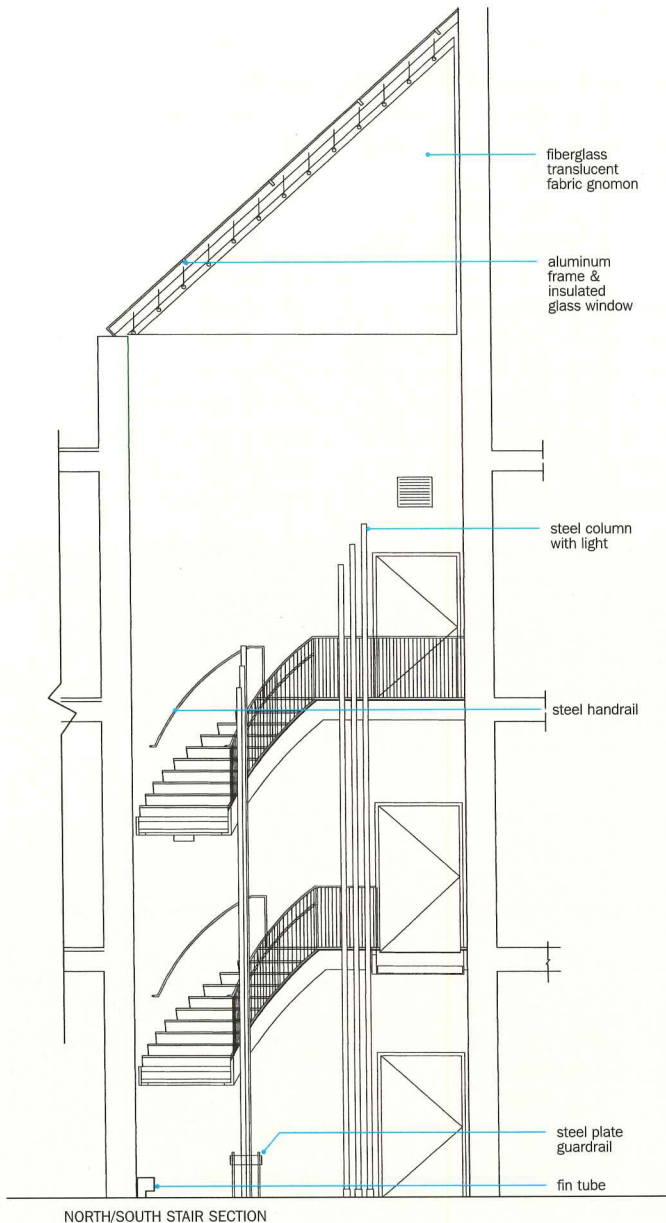 fiberglass
translucent
fabric gnomon
aluminum
frame &
insulated
glass window
steel column
with light
steel handrail
steel plate
guardrail
fin tube
NORTH/SOUTH STAIR SECTION